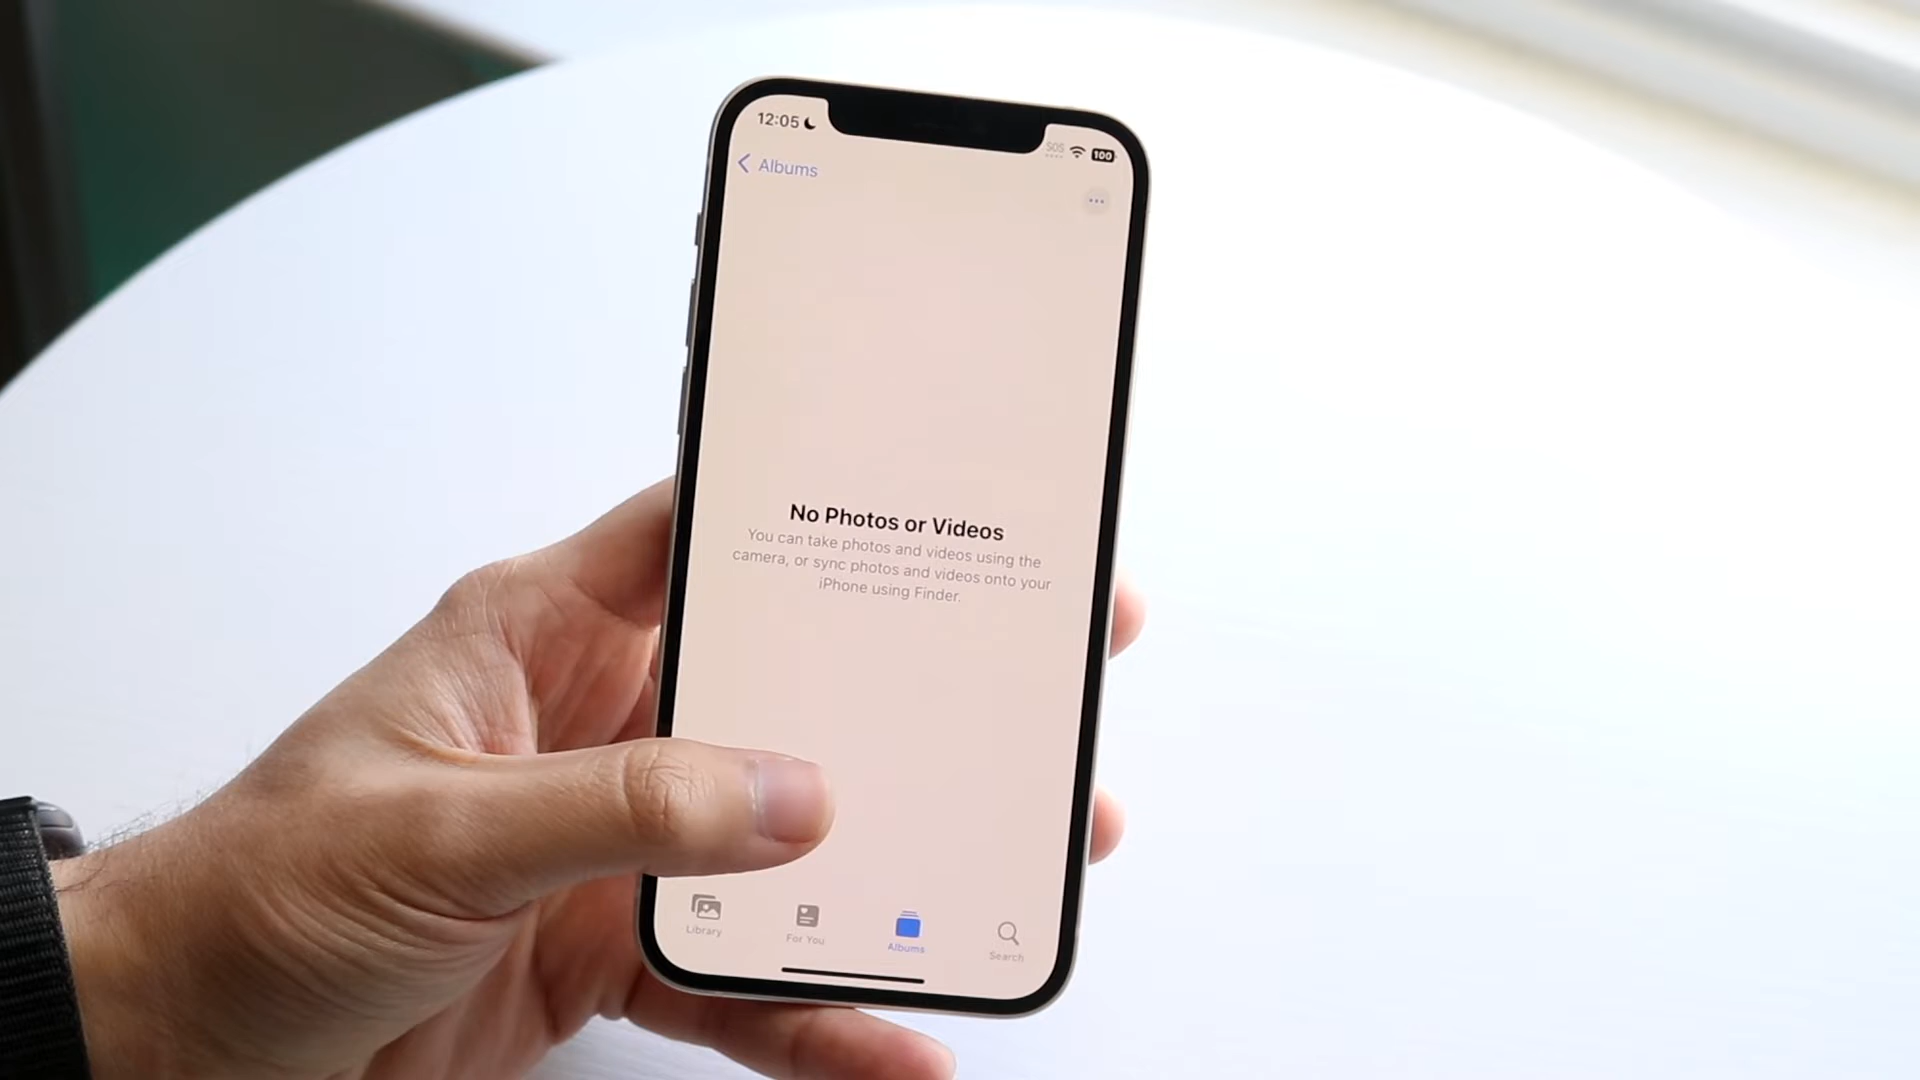 12:05
SOS
100
Albums
No Photos or Videos
You can take photos and videos using the
camera, or sync photos and videos onto your
iPhone using Finder.
Library
For You
Albums
Search